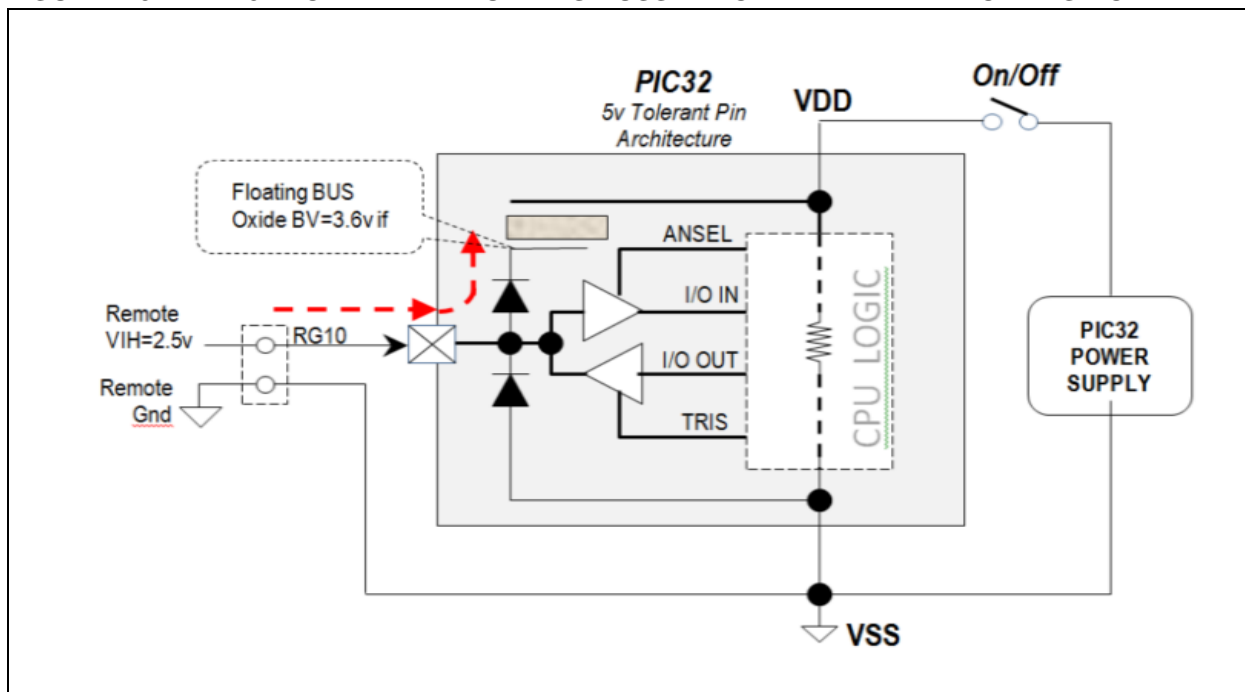 PIC32
5v Tolerant Pin
Architecture
VDD
On/Off
Floating BUS
Oxide BV=3.6v if
ANSEL
I/O IN
I/O OUT
TRIS
CPU LOGIC
Remote
VIH=2.5v
RG10
Remote
Gnd
PIC32
POWER
SUPPLY
VSS